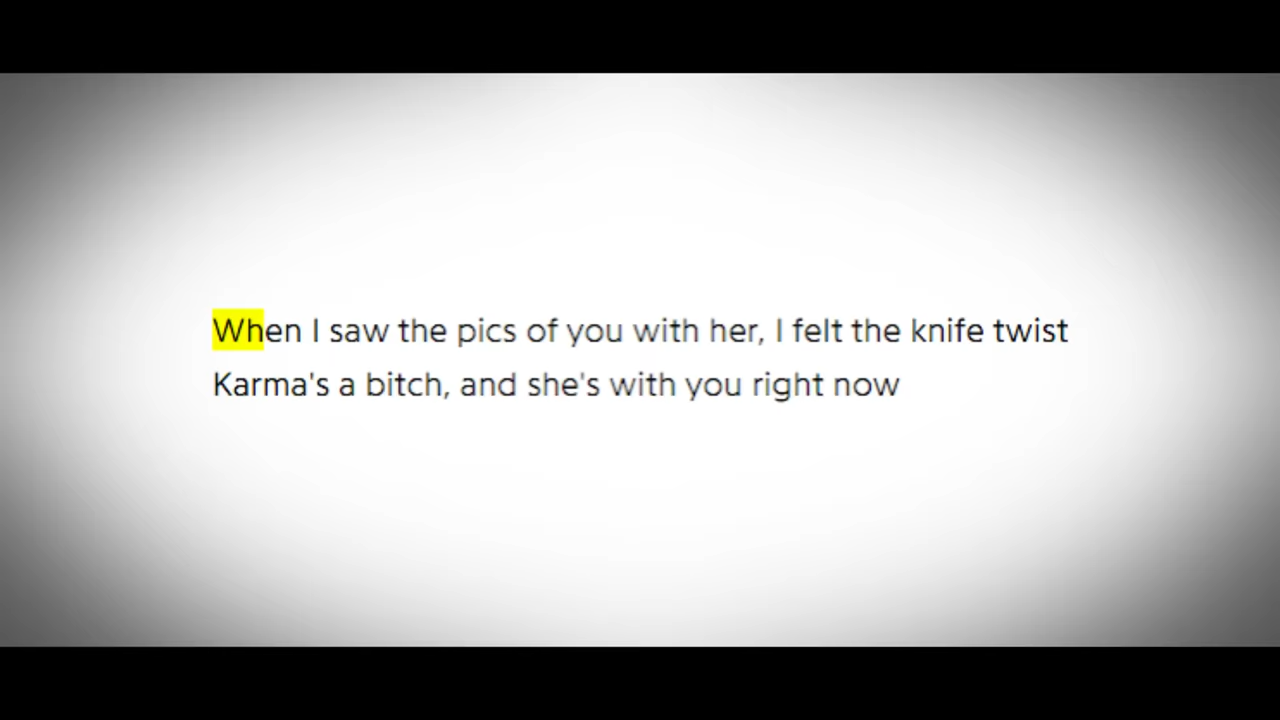 When I saw the pics of you with her, I felt the knife twist
Karma's a bitch, and she's with you right now